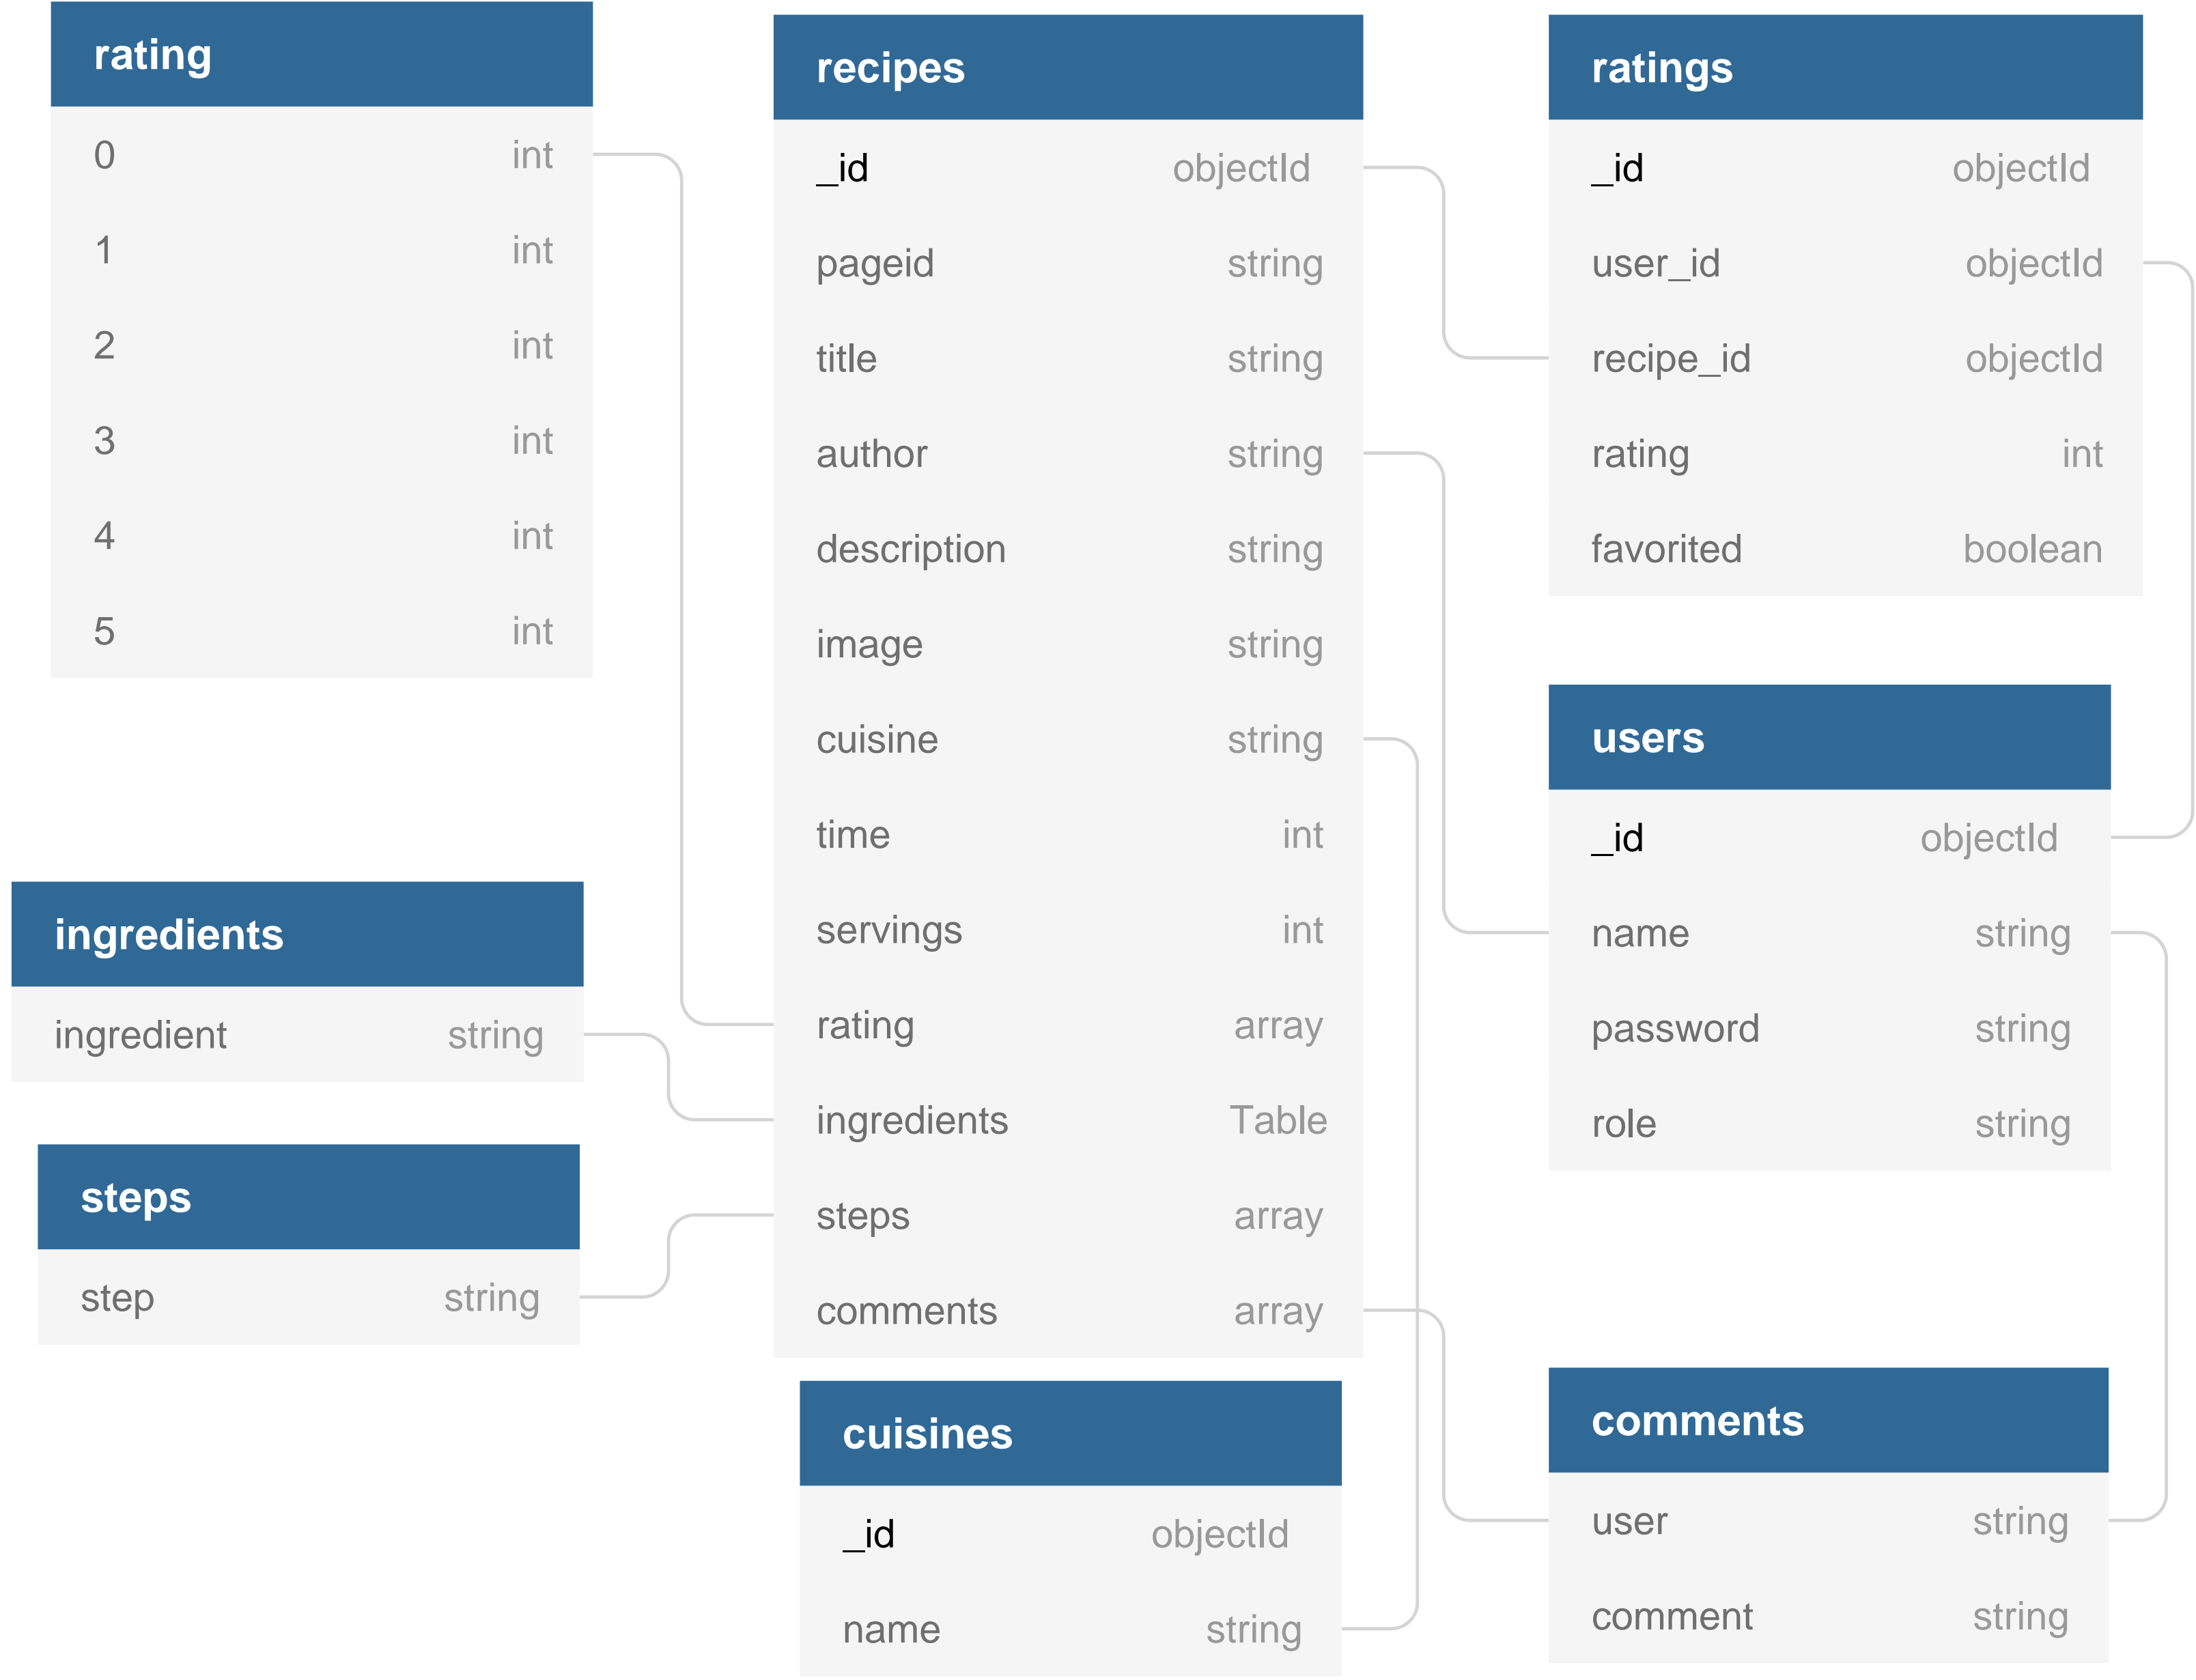 rating
0 int
1 int
2 int
3 int
4 int
5 int
ingredients
ingredient string
steps
step string
recipes
_id objectId
pageid string
title string
author string
description string
image string
cuisine string
time int
servings int
rating array
ingredients Table
steps array
comments array
cuisines
_id objectId
name string
ratings
_id objectId
user_id objectId
recipe_id objectId
rating int
favorited boolean
users
_id objectId
name string
password string
role string
comments
user string
comment string